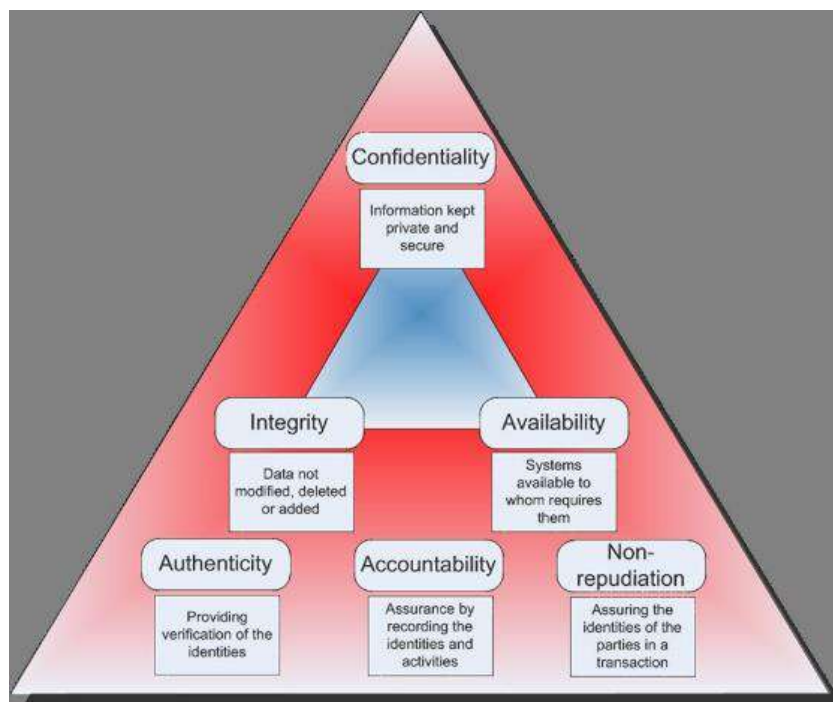 Confidentiality
Information kept
private and
secure
Integrity
Data not
modified, deleted
or added
Availability
Systems
available to
whom requires
them
Authenticity
Providing
verification of the
identities
Accountability
Assurance by
recording the
identities and
activities
Non-
repudiation
Assuring the
identities of the
parties in a
transaction